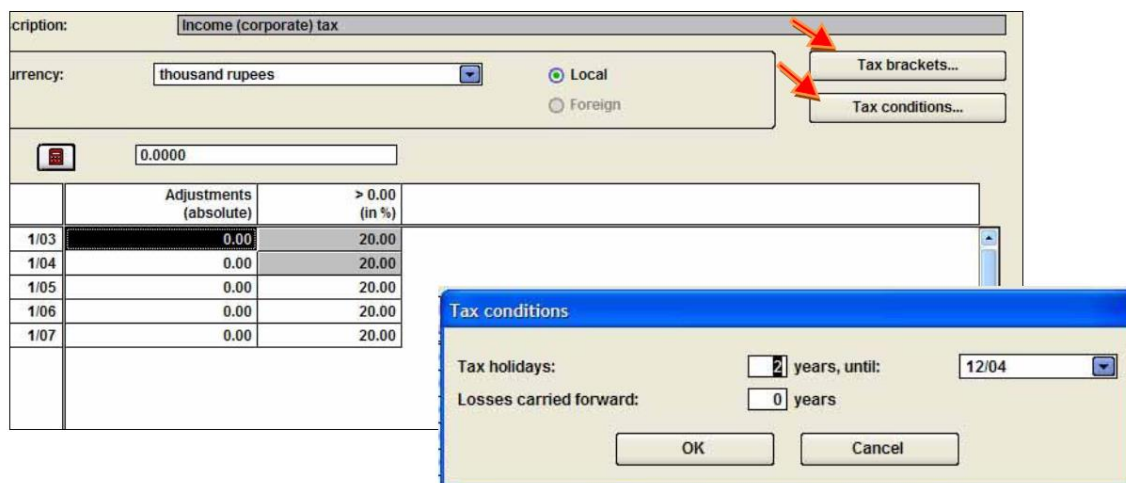 cription: Income (corporate) tax
Tax brackets...
urrency: thousand rupees Local
Foreign
Tax conditions...
0.0000
Adjustments (absolute) > 0.00 (in %)
1/03 0.00 20.00
1/04 0.00 20.00
1/05 0.00 20.00
1/06 0.00 20.00
1/07 0.00 20.00
Tax conditions
Tax holidays: 2 years, until: 12/04
Losses carried forward: 0 years
OK Cancel